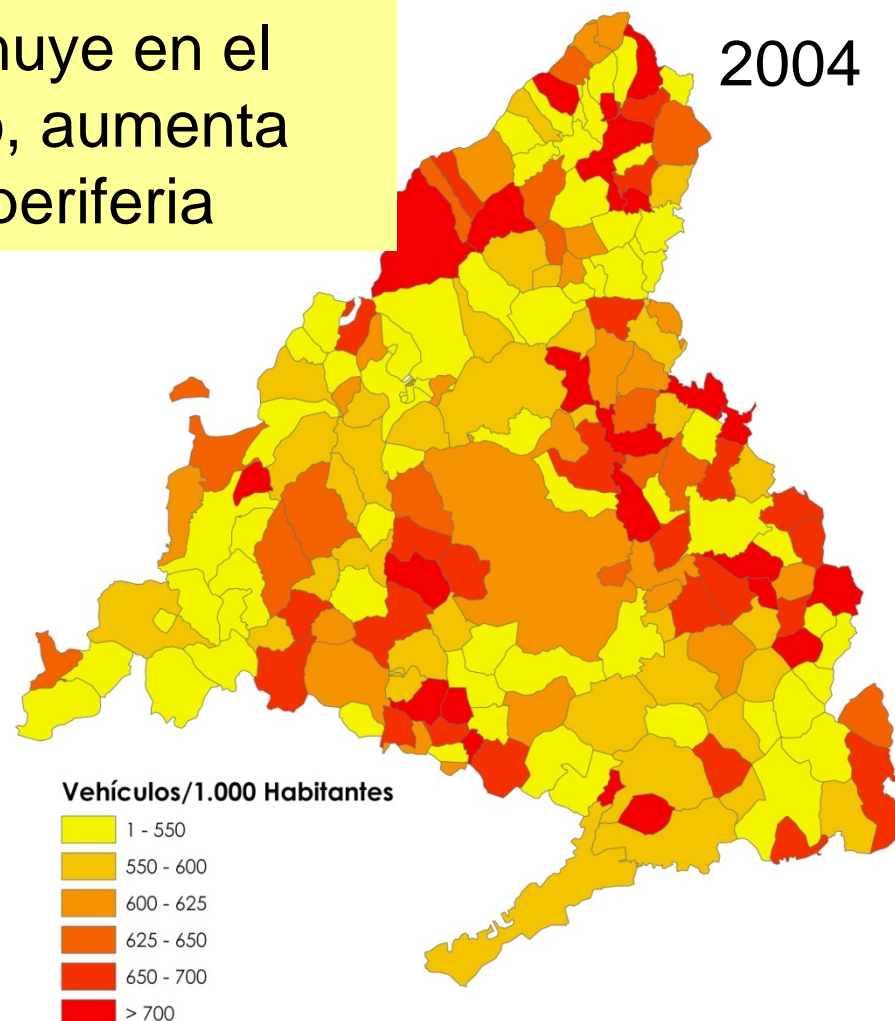 nuye en el
, aumenta
periferia
2004
Vehículos/1.000 Habitantes
1 - 550
550 - 600
600 - 625
625 - 650
650 - 700
> 700